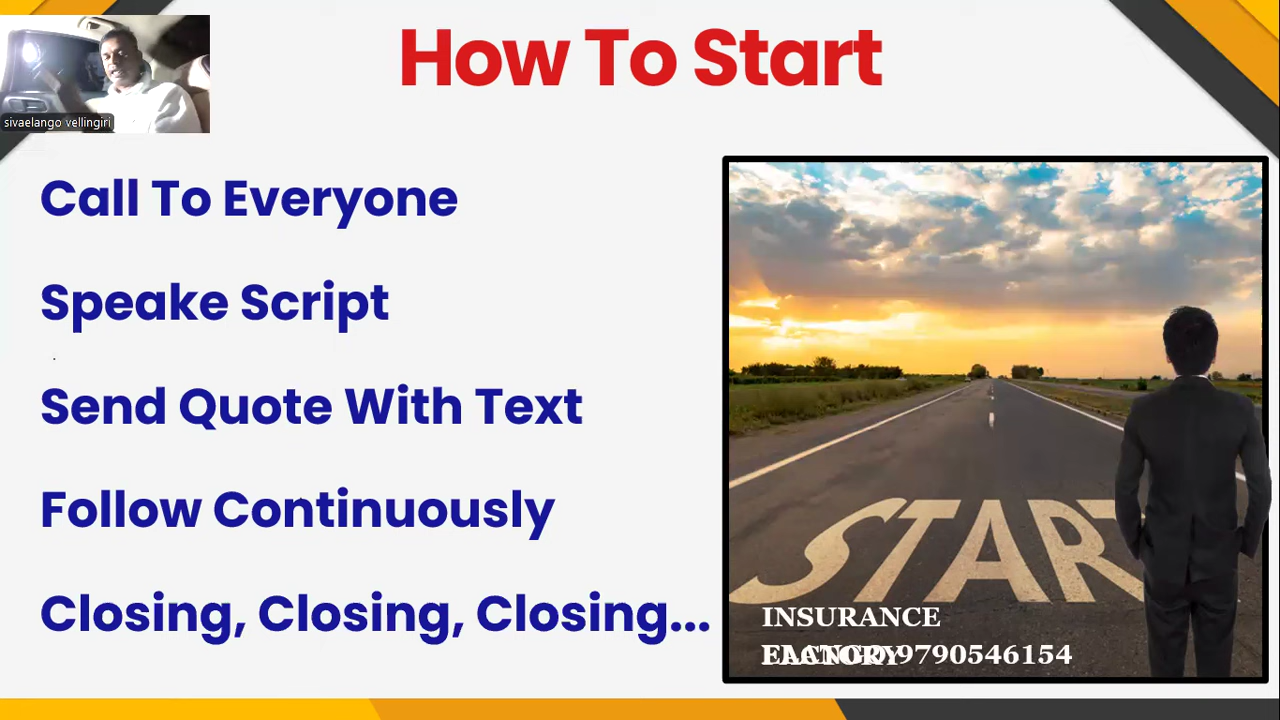 How To Start
sivaelango vellingiri
Call To Everyone
Speake Script
Send Quote With Text
Follow Continuously
Closing, Closing, Closing...
START
INSURANCE
FACTORY 9790546154